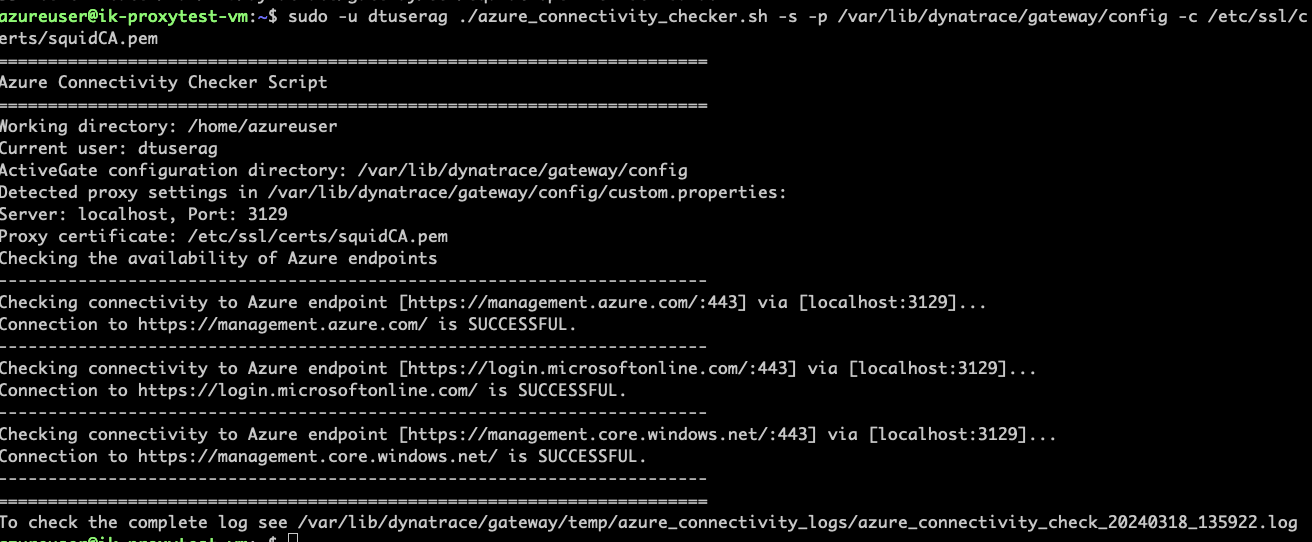 azureuser@ik-proxytest-vm:~$ sudo -u dtuserag ./azure_connectivity_checker.sh -s -p /var/lib/dynatrace/gateway/config -c /etc/ssl/c
erts/squidCA.pem
======================================================================
Azure Connectivity Checker Script
======================================================================
Working directory: /home/azureuser
Current user: dtuserag
ActiveGate configuration directory: /var/lib/dynatrace/gateway/config
Detected proxy settings in /var/lib/dynatrace/gateway/config/custom.properties:
Server: localhost, Port: 3129
Proxy certificate: /etc/ssl/certs/squidCA.pem
Checking the availability of Azure endpoints
----------------------------------------------------------------------
Checking connectivity to Azure endpoint [https://management.azure.com/:443] via [localhost:3129]...
Connection to https://management.azure.com/ is SUCCESSFUL.
----------------------------------------------------------------------
Checking connectivity to Azure endpoint [https://login.microsoftonline.com/:443] via [localhost:3129]...
Connection to https://login.microsoftonline.com/ is SUCCESSFUL.
----------------------------------------------------------------------
Checking connectivity to Azure endpoint [https://management.core.windows.net/:443] via [localhost:3129]...
Connection to https://management.core.windows.net/ is SUCCESSFUL.
----------------------------------------------------------------------
======================================================================
To check the complete log see /var/lib/dynatrace/gateway/temp/azure_connectivity_logs/azure_connectivity_check_20240318_135922.log
azureuser@ik-proxytest-vm:~$